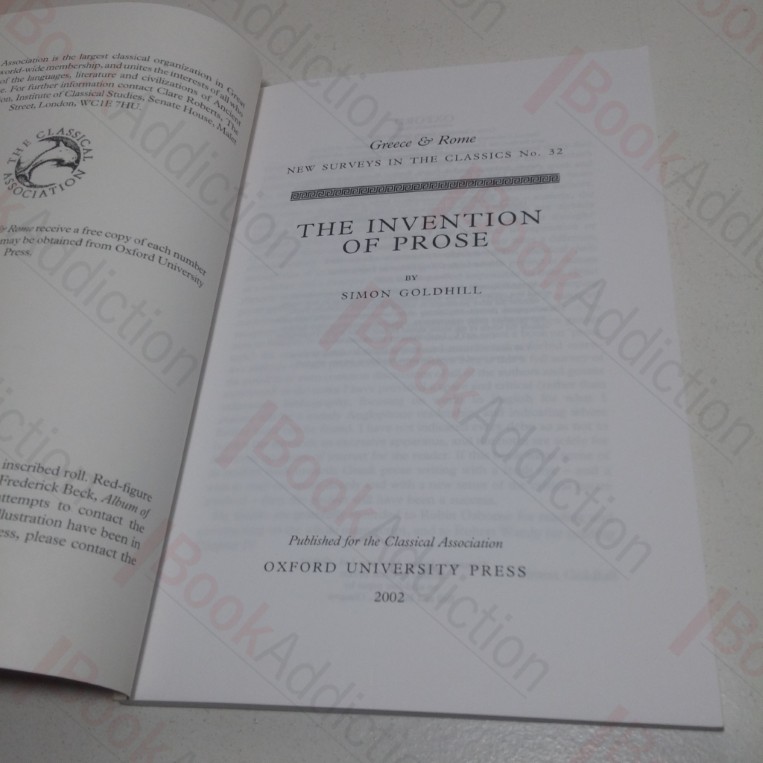 Association is the largest classical organization in Great
world-wide membership, and unites the interests of all who
of the languages, literature and civilizations of Ancient
e. For further information contact Clare Roberts, The
on, Institute of Classical Studies, Senate House, Malet
Street, London, WC1E 7HU.
THE CLASSICAL
ASSOCIATION
Rome receive a free copy of each number
may be obtained from Oxford University
Press.
inscribed roll. Red-figure
Frederick Beck, Album of
attempts to contact the
illustration have been in
ess, please contact the
Greece & Rome
NEW SURVEYS IN THE CLASSICS No. 32
THE INVENTION
OF PROSE
BY
SIMON GOLDHILL
Published for the Classical Association
OXFORD UNIVERSITY PRESS
2002
iBookAddiction